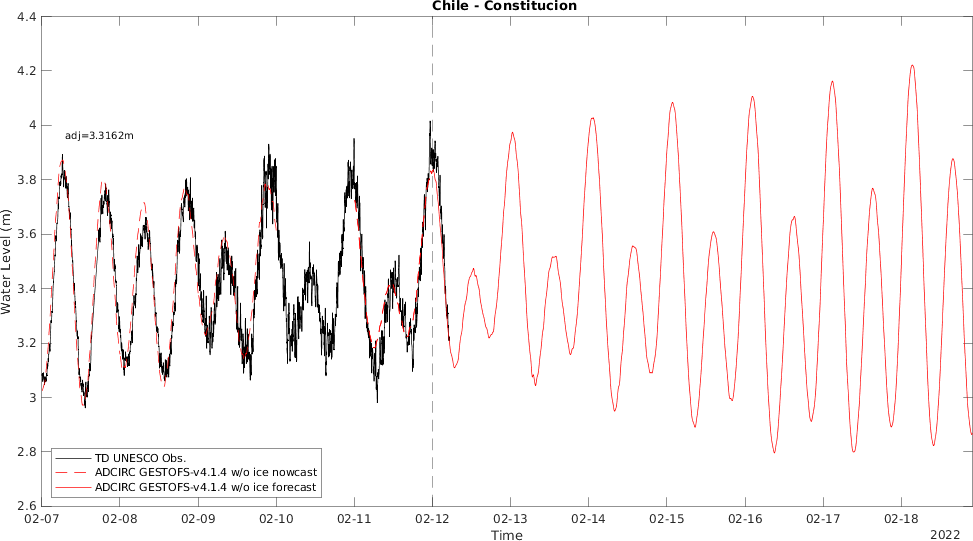 Chile - Constitucion
4.4
4.2
4
3.8
3.6
3.4
3.2
3
2.8
2.6
Water Level (m)
adj=3.3162m
TD UNESCO Obs.
ADCIRC GESTOFS-v4.1.4 w/o ice nowcast
ADCIRC GESTOFS-v4.1.4 w/o ice forecast
02-07 02-08 02-09 02-10 02-11 02-12 02-13 02-14 02-15 02-16 02-17 02-18
Time
2022